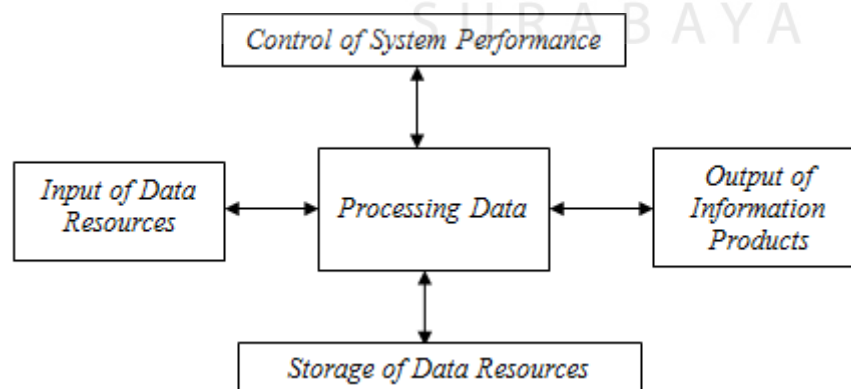 SURABAYA
Control of System Performance
Input of Data
Resources
Processing Data
Output of
Information
Products
Storage of Data Resources